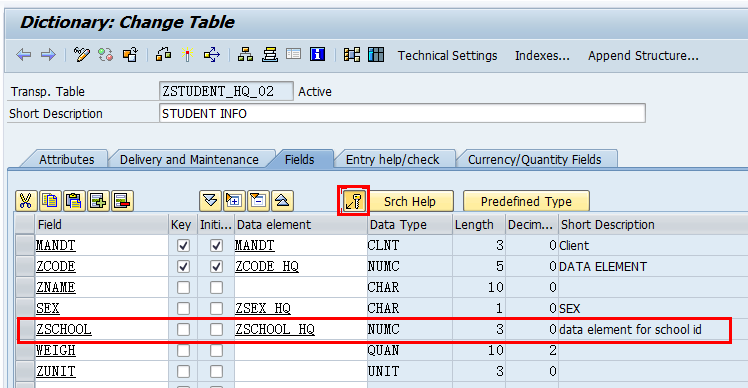 Dictionary: Change Table
Technical Settings Indexes... Append Structure...
Transp. Table ZSTUDENT_HQ_02 Active
Short Description STUDENT INFO
Attributes Delivery and Maintenance Fields Entry help/check Currency/Quantity Fields
Srch Help Predefined Type
Field Key Initi... Data element Data Type Length Decim... Short Description
MANDT MANDT CLNT 3 0 Client
ZCODE ZCODE_HQ NUMC 5 0 DATA ELEMENT
ZNAME CHAR 10 0
SEX ZSEX_HQ CHAR 1 0 SEX
ZSCHOOL ZSCHOOL_HQ NUMC 3 0 data element for school id
WEIGH QUAN 10 2
ZUNIT UNIT 3 0